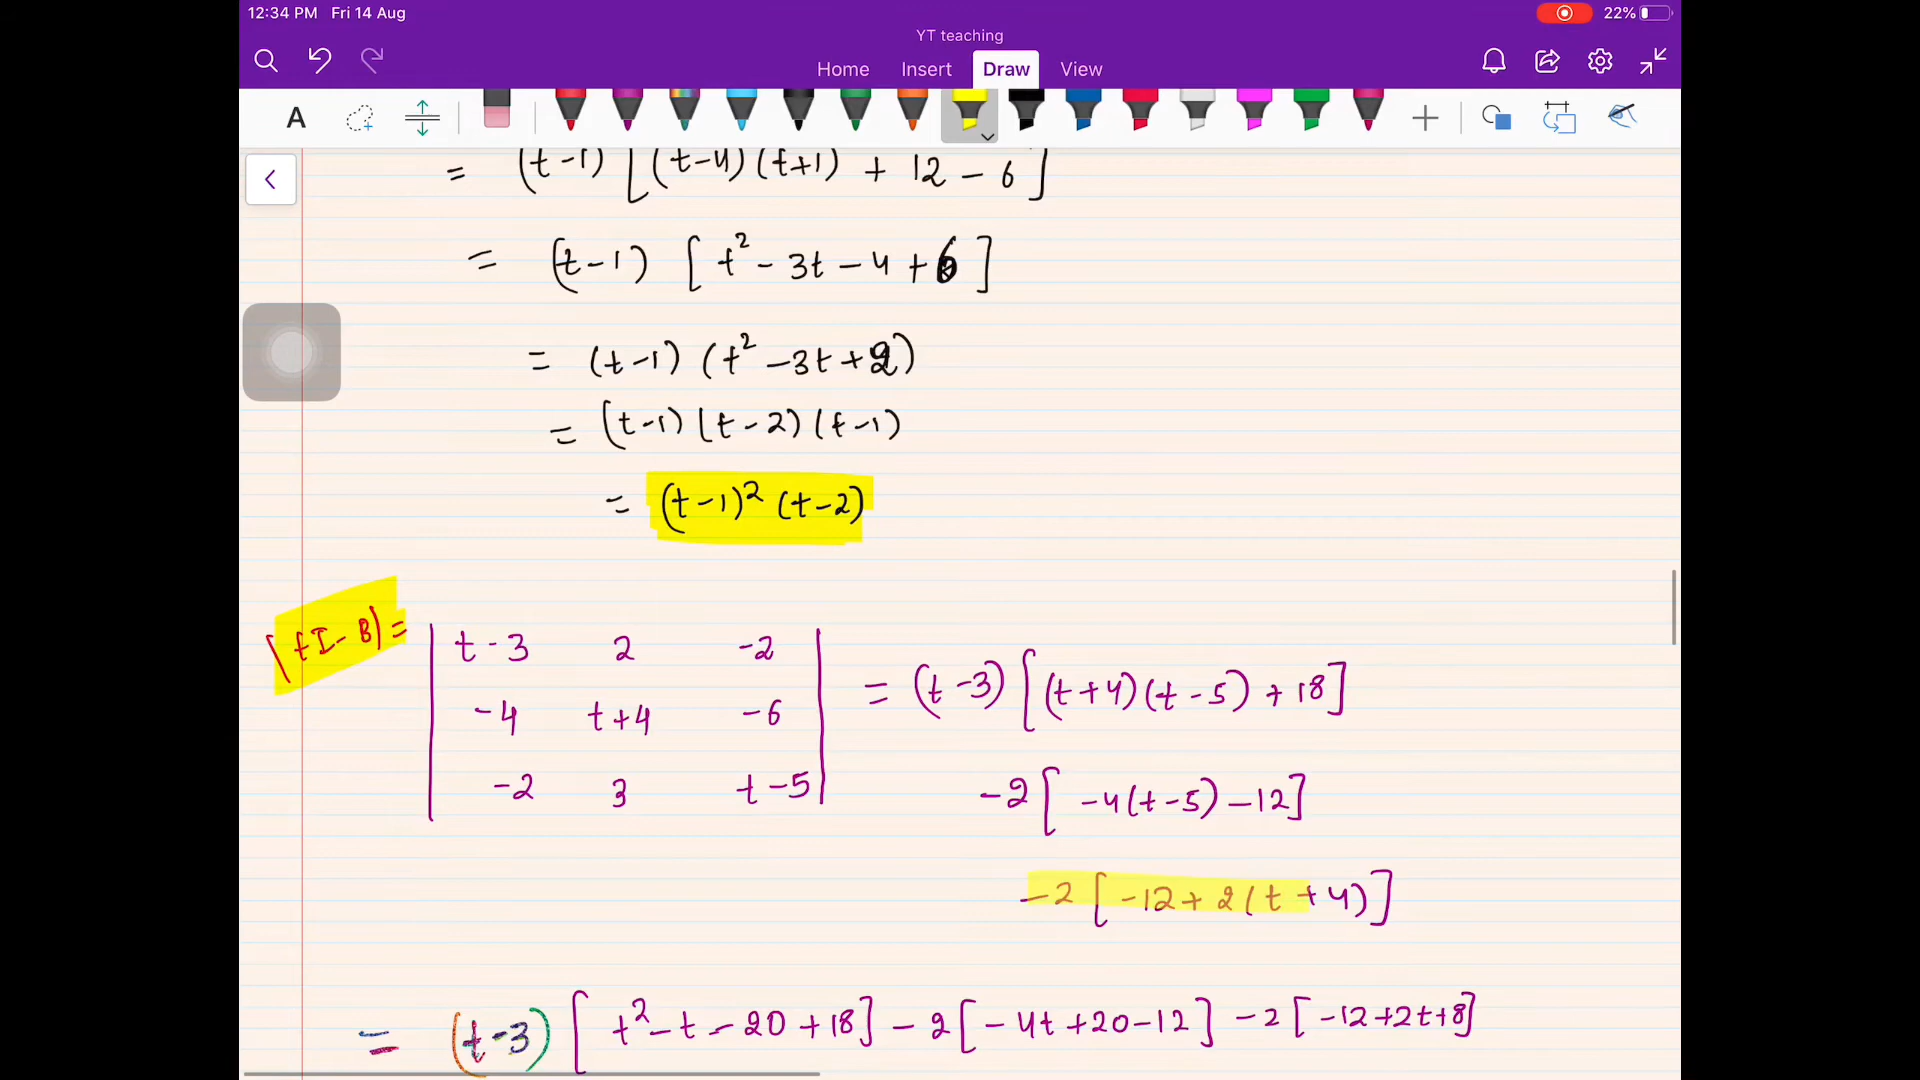 12:34 PM Fri 14 Aug
22%
YT teaching
Home Insert Draw View
A
= (t-1) [(t-4)(t+1) + 12 - 6]
= (t-1) [t² - 3t - 4 + 6]
= (t-1) (t² - 3t + 2)
= (t-1) (t-2) (t-1)
= (t-1)² (t-2)
|tI-B| =
t-3 2 -2
-4 t+4 -6
-2 3 t-5
= (t-3) [(t+4)(t-5) + 18]
-2 [-4(t-5) - 12]
-2 [-12 + 2(t+4)]
= (t-3) [t² - t - 20 + 18] - 2 [-4t + 20 - 12] - 2 [-12 + 2t + 8]